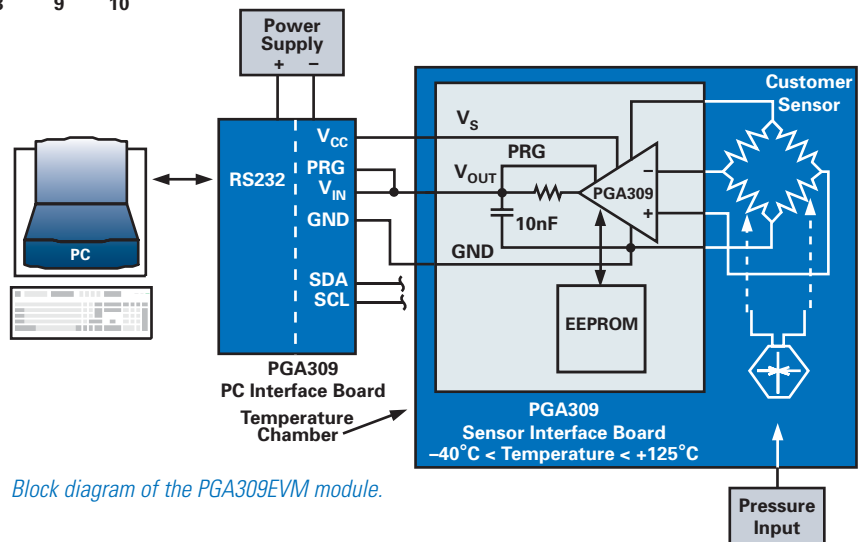 9 10
Power
Supply
+ −
Customer
Sensor
V_CC
V_S
PRG
RS232
PRG
V_IN
V_OUT
PGA309
−
+
GND
10nF
PC
GND
SDA
SCL
EEPROM
PGA309
PC Interface Board
Temperature
Chamber
PGA309
Sensor Interface Board
−40°C < Temperature < +125°C
Block diagram of the PGA309EVM module.
Pressure
Input